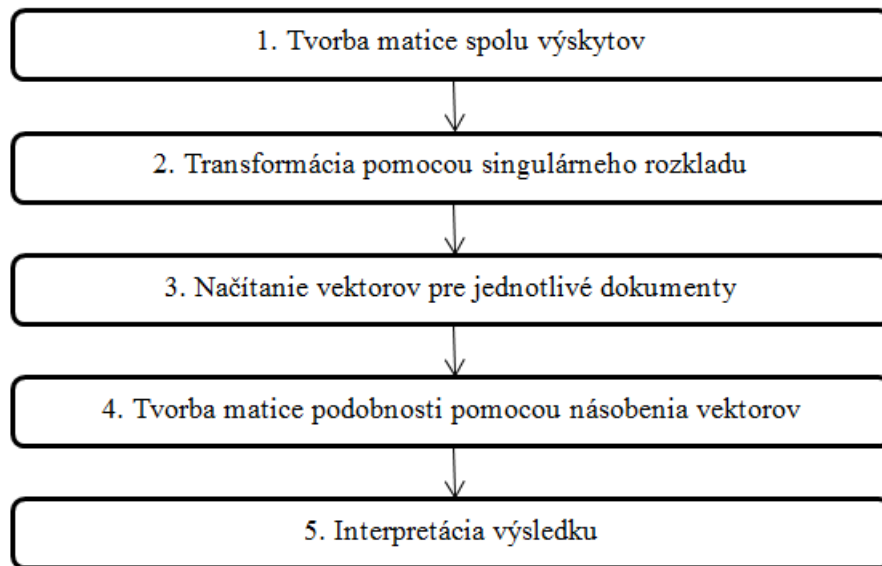 1. Tvorba matice spolu výskytov
2. Transformácia pomocou singulárneho rozkladu
3. Načítanie vektorov pre jednotlivé dokumenty
4. Tvorba matice podobnosti pomocou násobenia vektorov
5. Interpretácia výsledku